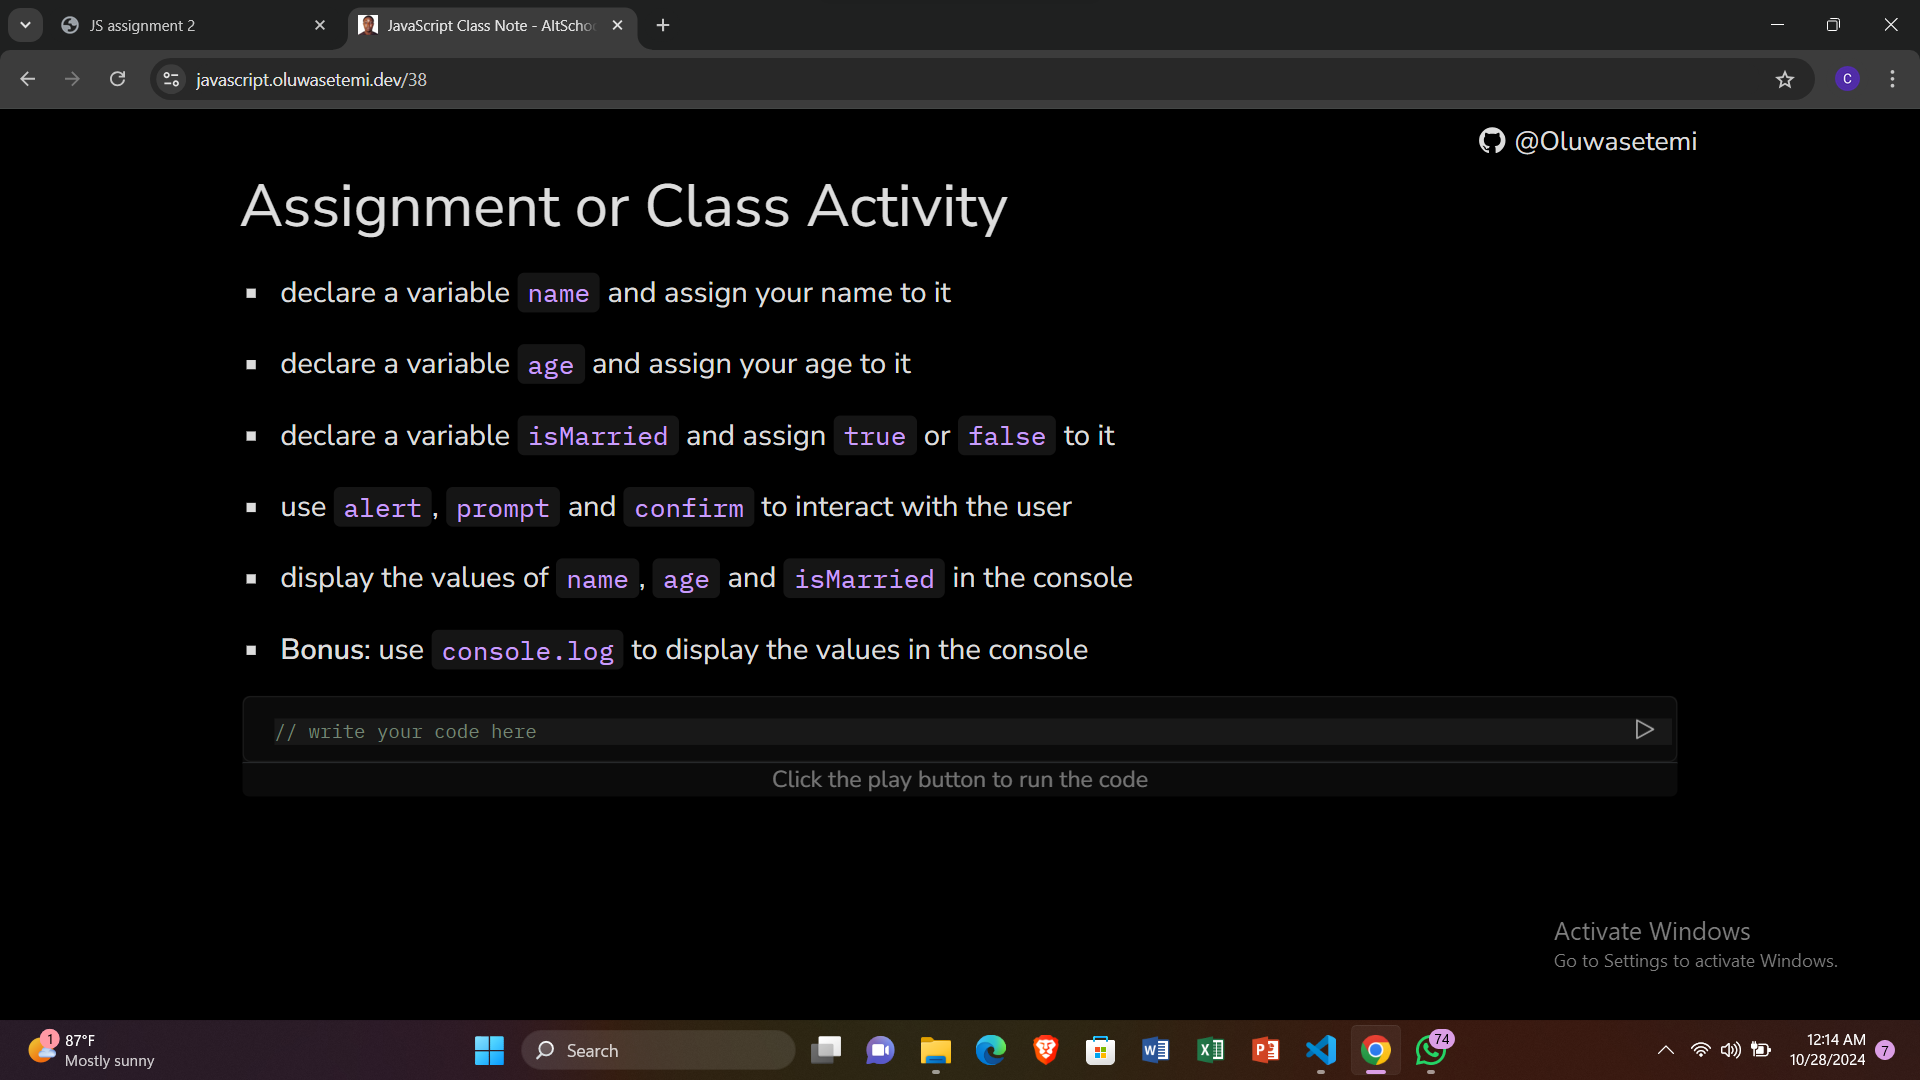 JS assignment 2
JavaScript Class Note - AltScho
javascript.oluwasetemi.dev/38
C
@Oluwasetemi
Assignment or Class Activity
declare a variable name and assign your name to it
declare a variable age and assign your age to it
declare a variable isMarried and assign true or false to it
use alert, prompt and confirm to interact with the user
display the values of name, age and isMarried in the console
Bonus: use console.log to display the values in the console
// write your code here
Click the play button to run the code
Activate Windows
Go to Settings to activate Windows.
1
87°F
Mostly sunny
Search
74
12:14 AM
10/28/2024
7